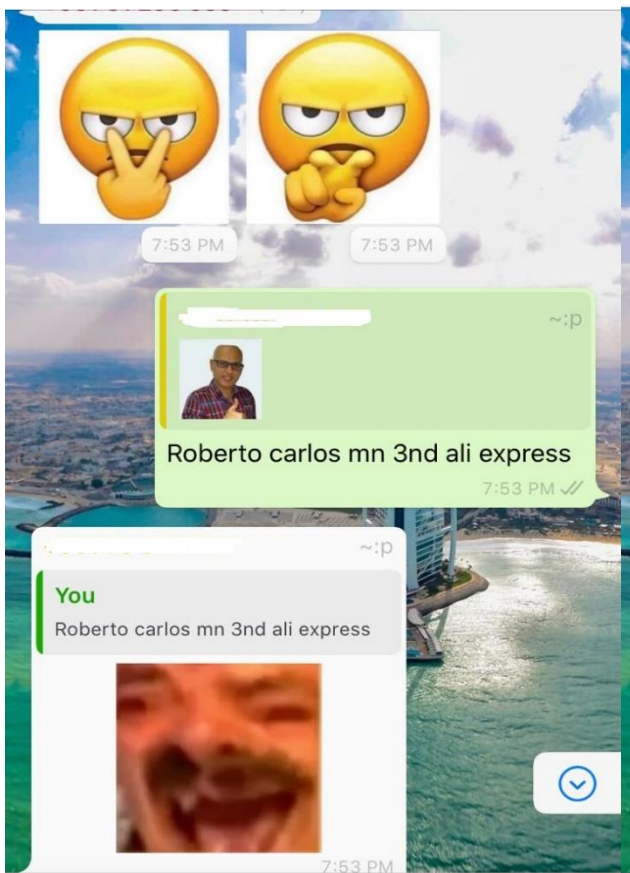 7:53 PM
7:53 PM
~:p
Roberto carlos mn 3nd ali express
7:53 PM
~:p
You
Roberto carlos mn 3nd ali express
7:53 PM